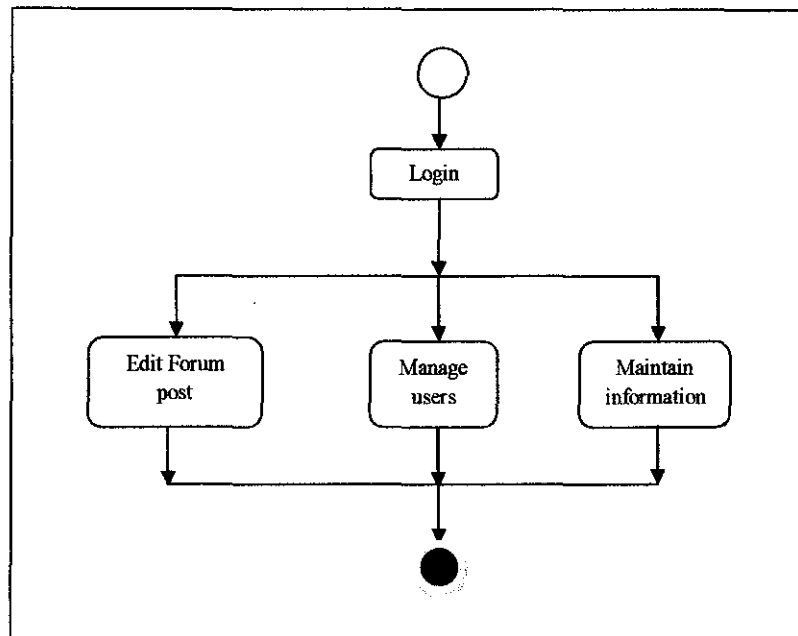 Login
Edit Forum
post
Manage
users
Maintain
information